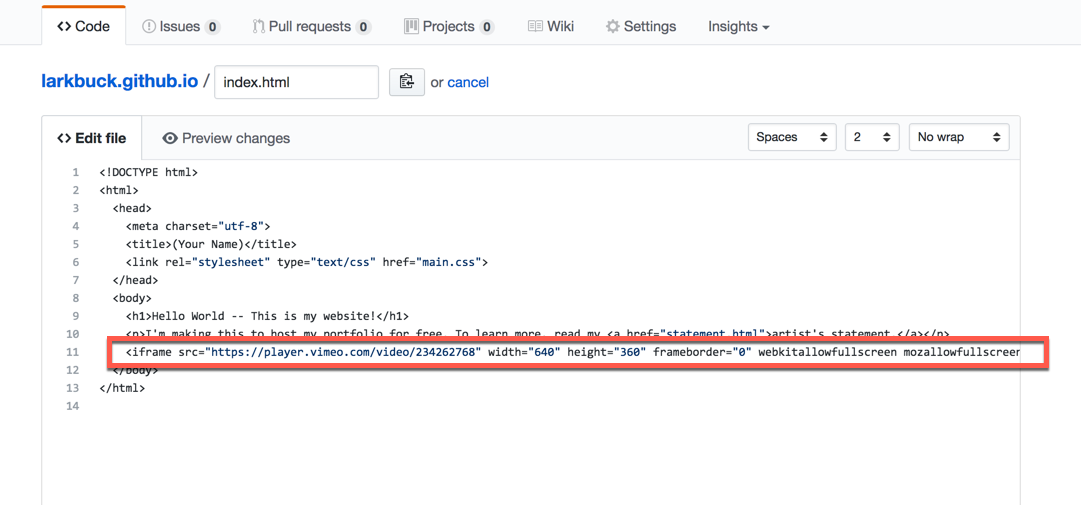 <> Code Issues 0 Pull requests 0 Projects 0 Wiki Settings Insights
larkbuck.github.io / index.html or cancel
<> Edit file Preview changes Spaces 2 No wrap
1 <!DOCTYPE html>
2 <html>
3 <head>
4 <meta charset="utf-8">
5 <title>(Your Name)</title>
6 <link rel="stylesheet" type="text/css" href="main.css">
7 </head>
8 <body>
9 <h1>Hello World -- This is my website!</h1>
10 <p>I'm making this to host my portfolio for free. To learn more, read my <a href="statement.html">artist's statement.</a></p>
11 <iframe src="https://player.vimeo.com/video/234262768" width="640" height="360" frameborder="0" webkitallowfullscreen mozallowfullscreen
12 </body>
13 </html>
14